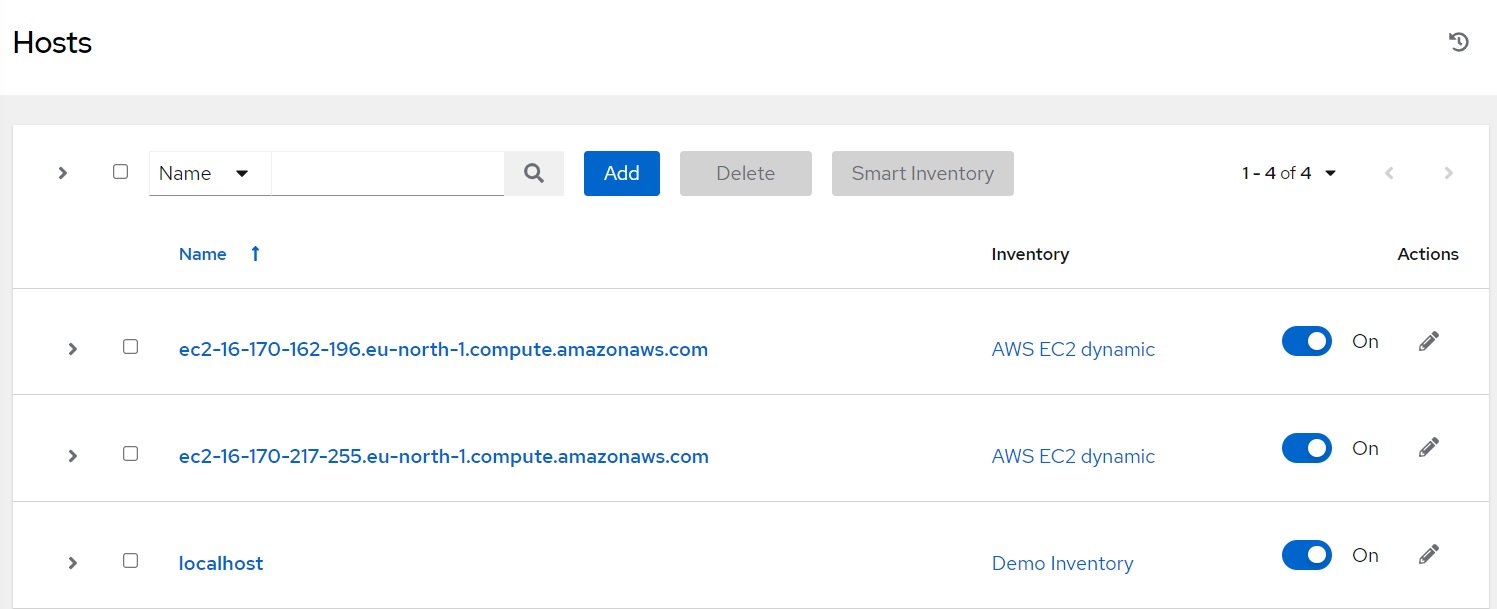 Hosts
Name Add Delete Smart Inventory 1 - 4 of 4
Name Inventory Actions
ec2-16-170-162-196.eu-north-1.compute.amazonaws.com AWS EC2 dynamic On
ec2-16-170-217-255.eu-north-1.compute.amazonaws.com AWS EC2 dynamic On
localhost Demo Inventory On